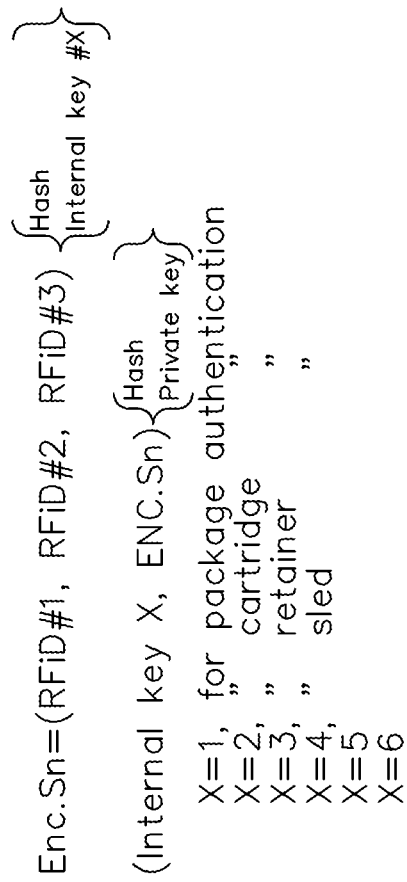 Enc.Sn=(RFiD#1, RFiD#2, RFiD#3) {Hash
Internal key #X}
(Internal key X, ENC.Sn) {Hash
Private key}
X=1, for package authentication
X=2, „ cartridge „
X=3, „ retainer „
X=4, „ sled „
X=5
X=6